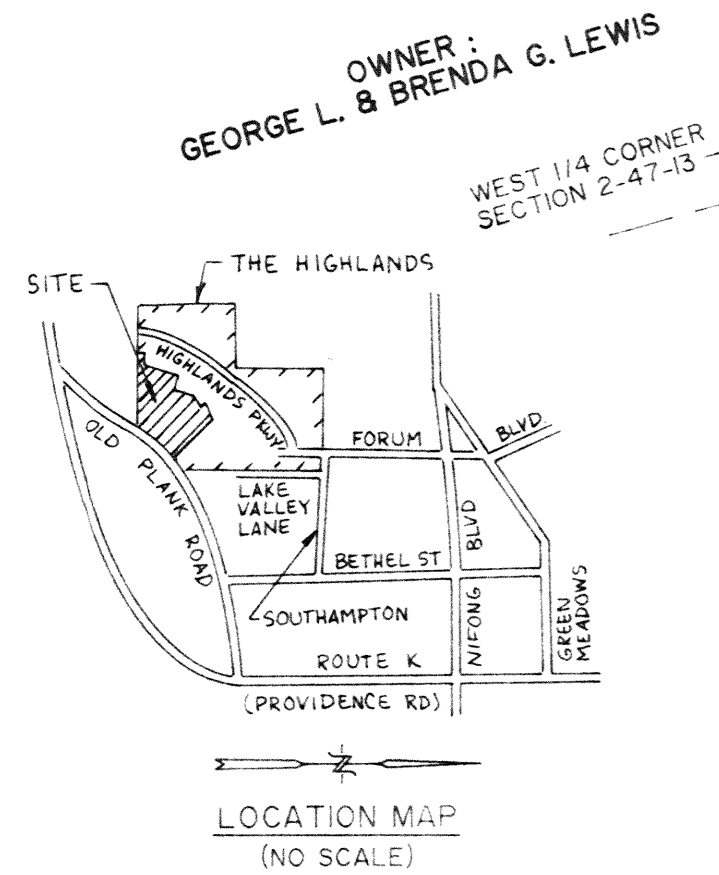 OWNER :
GEORGE L. & BRENDA G. LEWIS
WEST 1/4 CORNER
SECTION 2-47-13
THE HIGHLANDS
SITE
HIGHLANDS PKWY
FORUM
BLVD.
OLD PLANK ROAD
LAKE
VALLEY
LANE
BLVD
BETHEL ST
SOUTHAMPTON
NIFONG
GREEN
MEADOWS
ROUTE K
(PROVIDENCE RD)
N
LOCATION MAP
(NO SCALE)